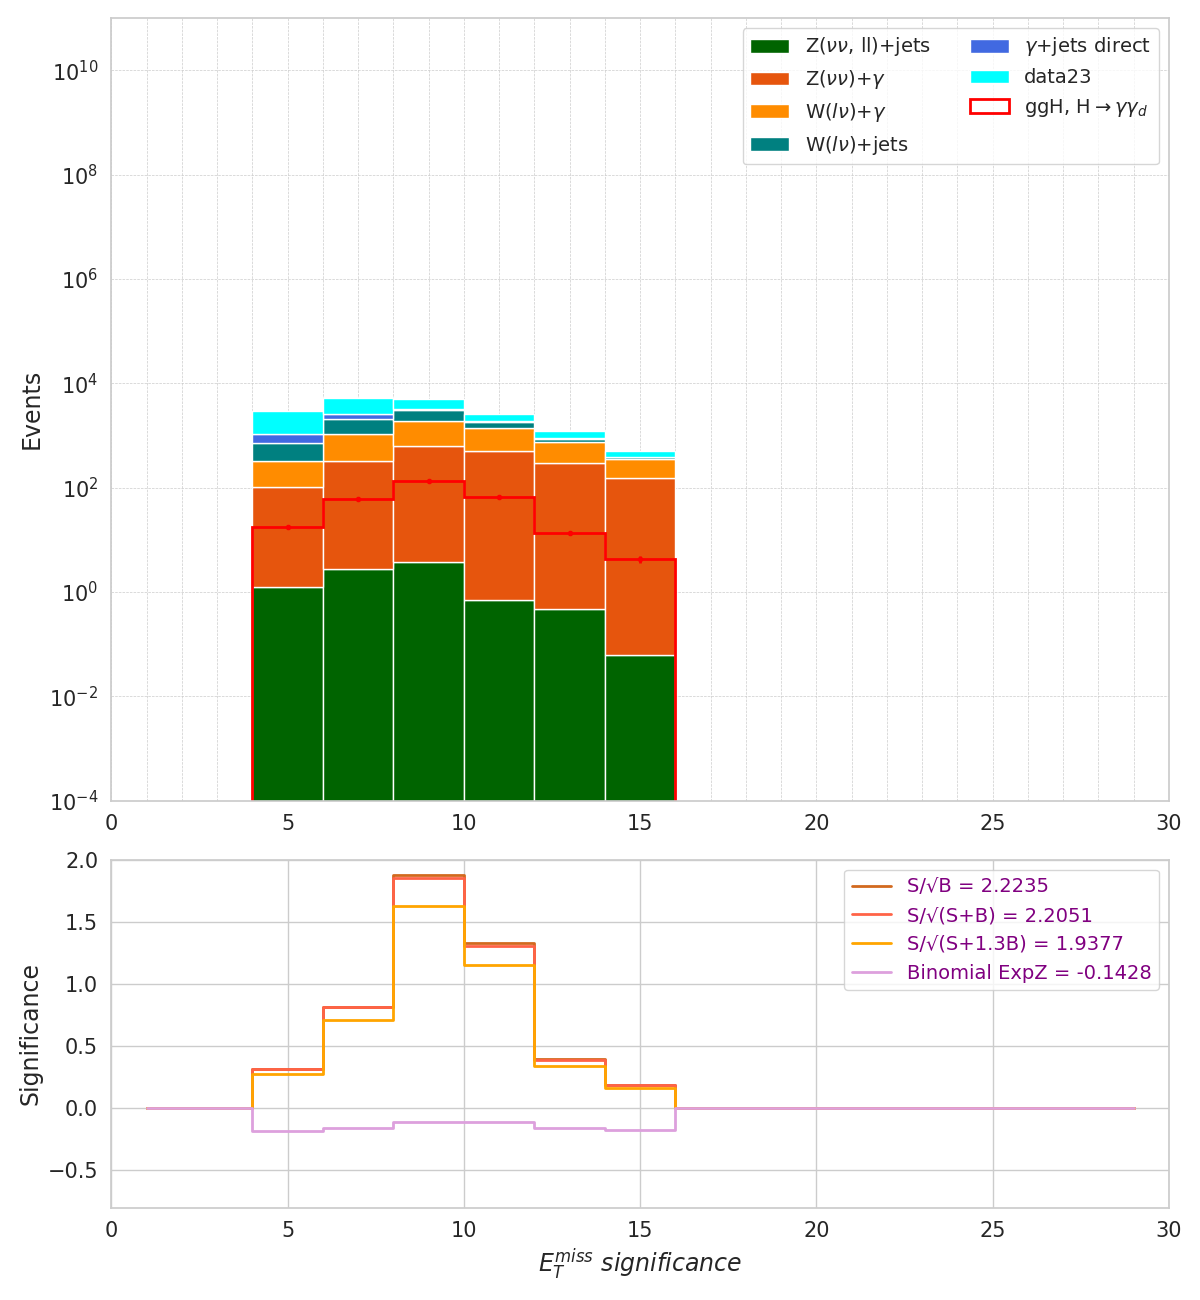 Z(νν, ll)+jets
Z(νν)+γ
W(lν)+γ
W(lν)+jets
γ+jets direct
data23
ggH, H→γγ_d
Events
10^10
10^8
10^6
10^4
10^2
10^0
10^−2
10^−4
0 5 10 15 20 25 30
S/√B = 2.2235
S/√(S+B) = 2.2051
S/√(S+1.3B) = 1.9377
Binomial ExpZ = -0.1428
Significance
2.0
1.5
1.0
0.5
0.0
−0.5
0 5 10 15 20 25 30
E_T^miss significance